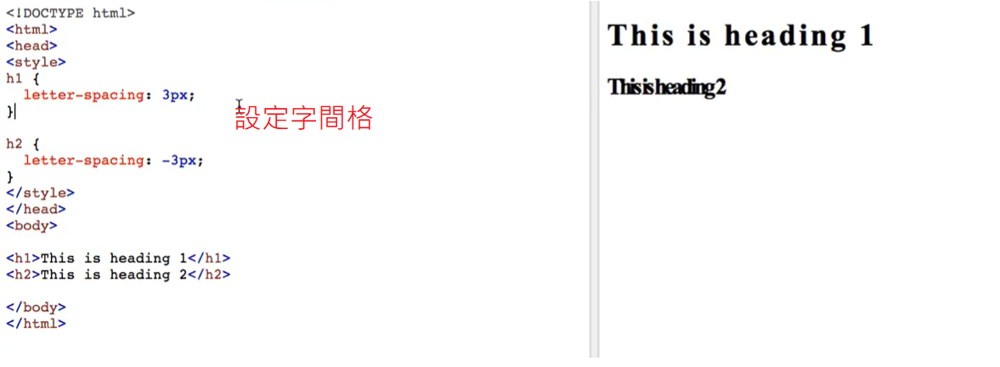 <!DOCTYPE html>
<html>
<head>
<style>
h1 {
  letter-spacing: 3px;
}
設定字間格
h2 {
  letter-spacing: -3px;
}
</style>
</head>
<body>
<h1>This is heading 1</h1>
<h2>This is heading 2</h2>
</body>
</html>
This is heading 1
This is heading 2